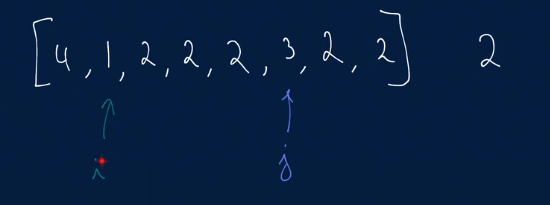 [4, 1, 2, 2, 2, 3, 2, 2] 2
i j